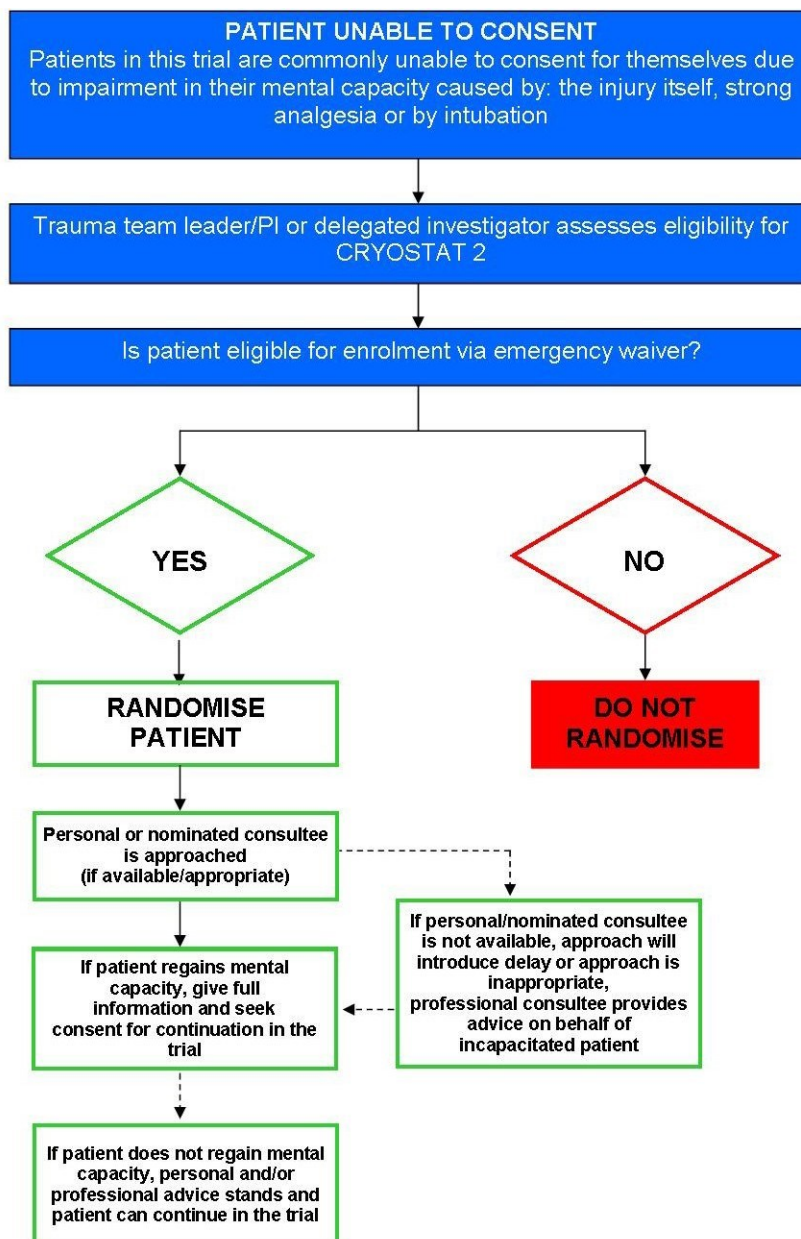 PATIENT UNABLE TO CONSENT
Patients in this trial are commonly unable to consent for themselves due
to impairment in their mental capacity caused by: the injury itself, strong
analgesia or by intubation
Trauma team leader/PI or delegated investigator assesses eligibility for
CRYOSTAT 2
Is patient eligible for enrolment via emergency waiver?
YES
NO
RANDOMISE
PATIENT
DO NOT
RANDOMISE
Personal or nominated consultee
is approached
(if available/appropriate)
If personal/nominated consultee
is not available, approach will
introduce delay or approach is
inappropriate,
professional consultee provides
advice on behalf of
incapacitated patient
If patient regains mental
capacity, give full
information and seek
consent for continuation in the
trial
If patient does not regain mental
capacity, personal and/or
professional advice stands and
patient can continue in the trial